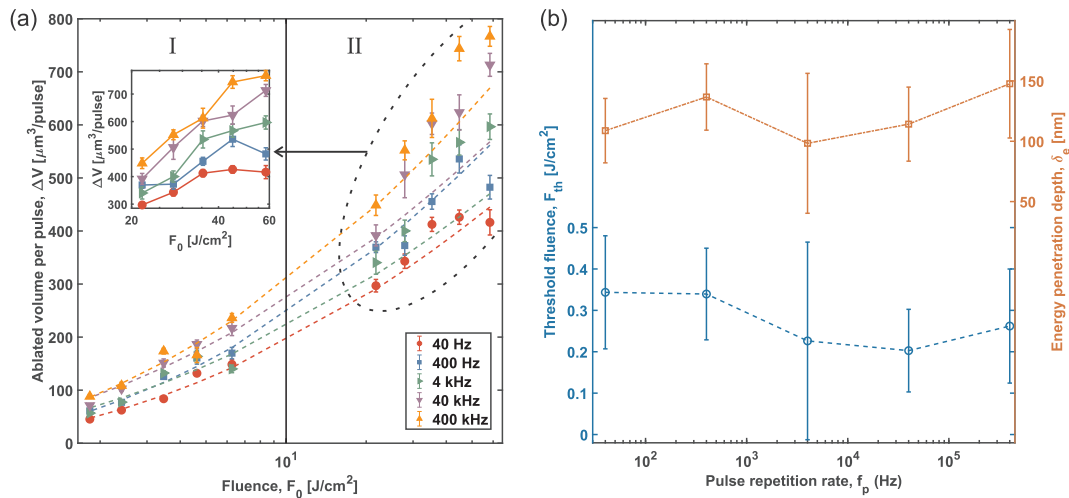 (a)
I
II
Ablated volume per pulse, ΔV [μm³/pulse]
800
700
600
500
400
300
200
100
0
ΔV [μm³/pulse]
700
600
500
400
300
20
40
60
F₀ [J/cm²]
40 Hz
400 Hz
4 kHz
40 kHz
400 kHz
10¹
Fluence, F₀ [J/cm²]
(b)
Threshold fluence, Fₜₕ [J/cm²]
0.5
0.4
0.3
0.2
0.1
0
150
100
50
Energy penetration depth, δₑ [nm]
10²
10³
10⁴
10⁵
Pulse repetition rate, fₚ (Hz)